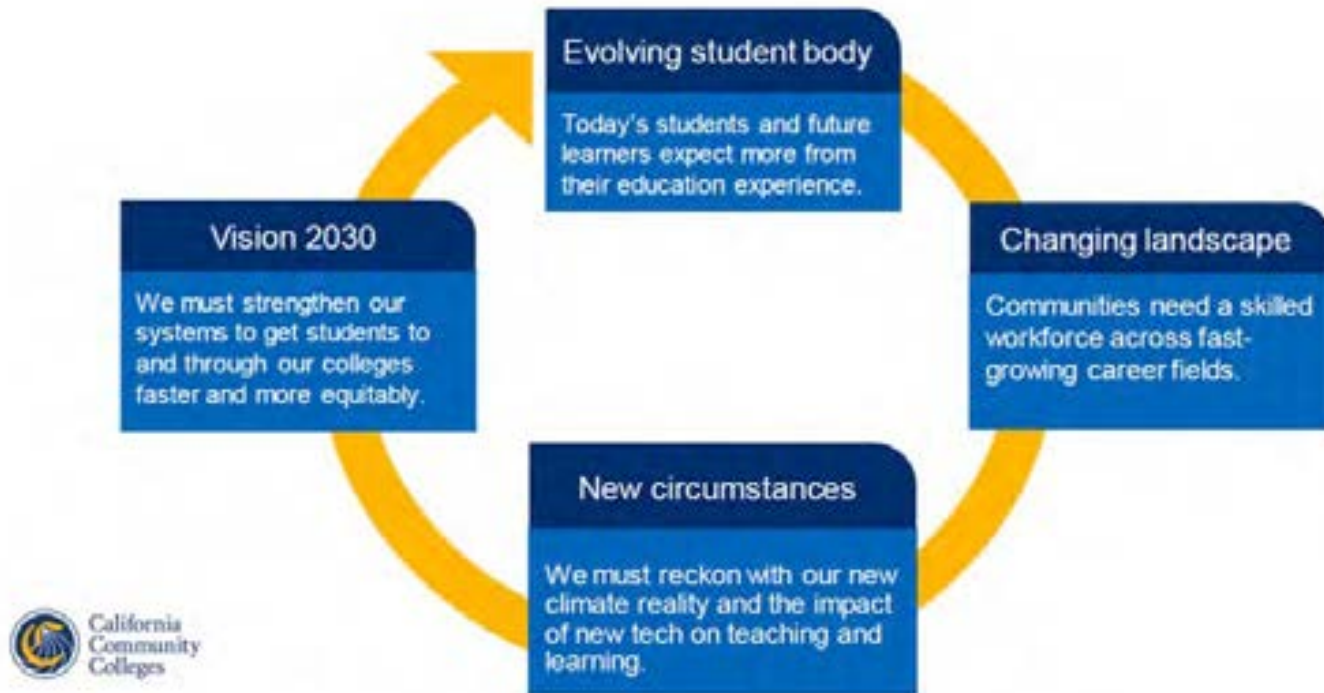 Evolving student body
Today's students and future
learners expect more from
their education experience.
Changing landscape
Communities need a skilled
workforce across fast-
growing career fields.
New circumstances
We must reckon with our new
climate reality and the impact
of new tech on teaching and
learning.
Vision 2030
We must strengthen our
systems to get students to
and through our colleges
faster and more equitably.
California
Community
Colleges